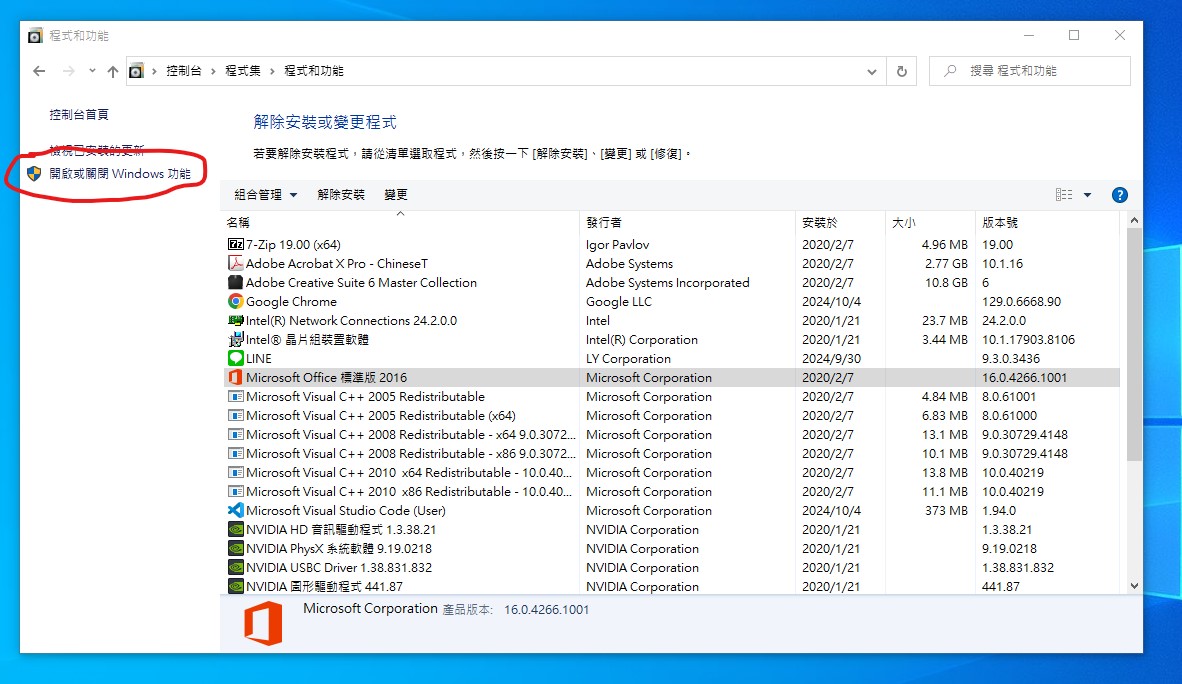 程式和功能
控制台 程式集 程式和功能
搜尋 程式和功能
控制台首頁
檢視已安裝的更新
開啟或關閉 Windows 功能
解除安裝或變更程式
若要解除安裝程式，請從清單選取程式，然後按一下 [解除安裝]、[變更] 或 [修復]。
組合管理 解除安裝 變更
名稱 發行者 安裝於 大小 版本號
7-Zip 19.00 (x64) Igor Pavlov 2020/2/7 4.96 MB 19.00
Adobe Acrobat X Pro - ChineseT Adobe Systems 2020/2/7 2.77 GB 10.1.16
Adobe Creative Suite 6 Master Collection Adobe Systems Incorporated 2020/2/7 10.8 GB 6
Google Chrome Google LLC 2024/10/4 129.0.6668.90
Intel(R) Network Connections 24.2.0.0 Intel 2020/1/21 23.7 MB 24.2.0.0
Intel® 晶片組裝置軟體 Intel(R) Corporation 2020/1/21 3.44 MB 10.1.17903.8106
LINE LY Corporation 2024/9/30 9.3.0.3436
Microsoft Office 標準版 2016 Microsoft Corporation 2020/2/7 16.0.4266.1001
Microsoft Visual C++ 2005 Redistributable Microsoft Corporation 2020/2/7 4.84 MB 8.0.61001
Microsoft Visual C++ 2005 Redistributable (x64) Microsoft Corporation 2020/2/7 6.83 MB 8.0.61000
Microsoft Visual C++ 2008 Redistributable - x64 9.0.3072... Microsoft Corporation 2020/2/7 13.1 MB 9.0.30729.4148
Microsoft Visual C++ 2008 Redistributable - x86 9.0.3072... Microsoft Corporation 2020/2/7 10.1 MB 9.0.30729.4148
Microsoft Visual C++ 2010 x64 Redistributable - 10.0.40... Microsoft Corporation 2020/2/7 13.8 MB 10.0.40219
Microsoft Visual C++ 2010 x86 Redistributable - 10.0.40... Microsoft Corporation 2020/2/7 11.1 MB 10.0.40219
Microsoft Visual Studio Code (User) Microsoft Corporation 2024/10/4 373 MB 1.94.0
NVIDIA HD 音訊驅動程式 1.3.38.21 NVIDIA Corporation 2020/1/21 1.3.38.21
NVIDIA PhysX 系統軟體 9.19.0218 NVIDIA Corporation 2020/1/21 9.19.0218
NVIDIA USBC Driver 1.38.831.832 NVIDIA Corporation 2020/1/21 1.38.831.832
NVIDIA 圖形驅動程式 441.87 NVIDIA Corporation 2020/1/21 441.87
Microsoft Corporation 產品版本: 16.0.4266.1001